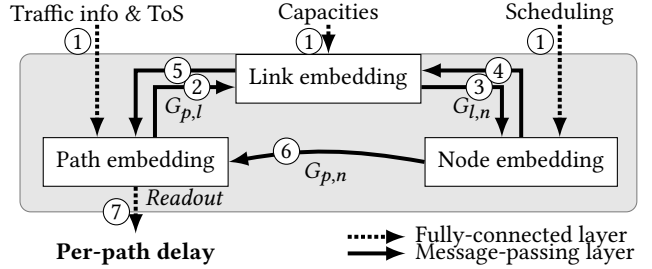 Traffic info & ToS
Capacities
Scheduling
1
1
1
5
2
Link embedding
4
3
G_{p,l}
G_{l,n}
Path embedding
6
G_{p,n}
Node embedding
7
Readout
Per-path delay
Fully-connected layer
Message-passing layer